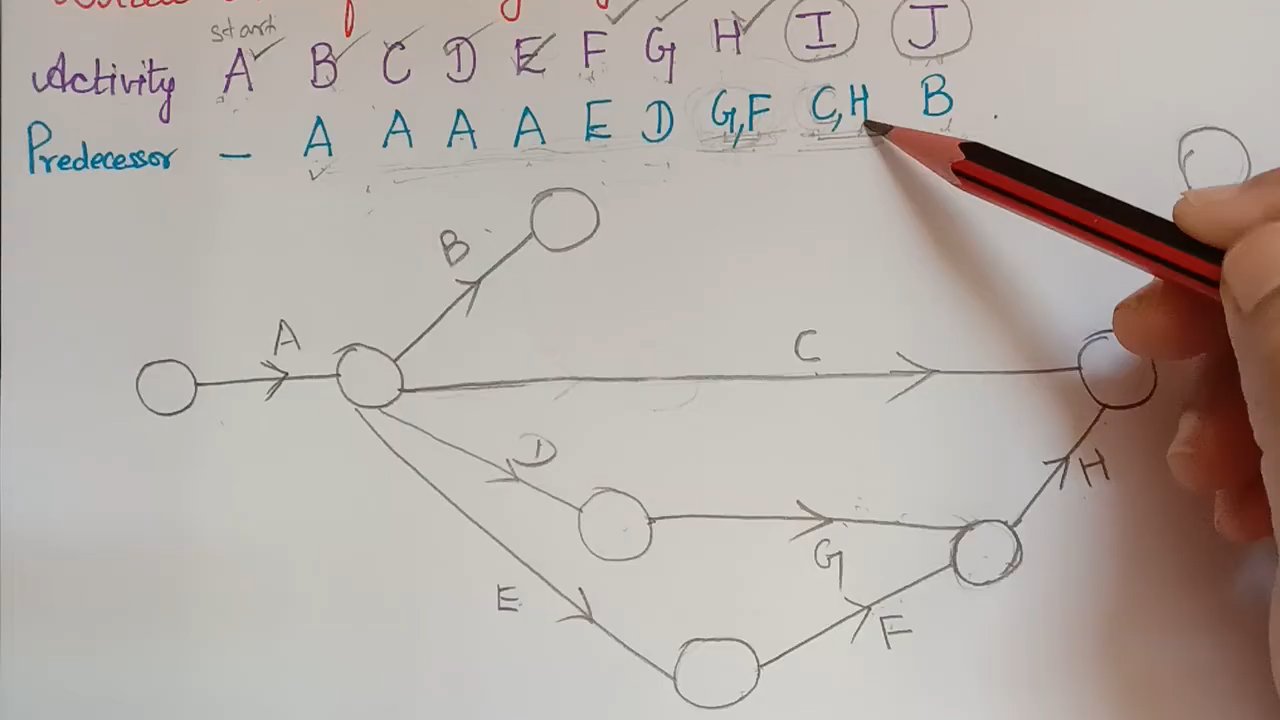 start
Activity A B C D E F G H I J
Predecessor - A A A A E D G,F C,H B
B
A
C
D
H
G
E
F